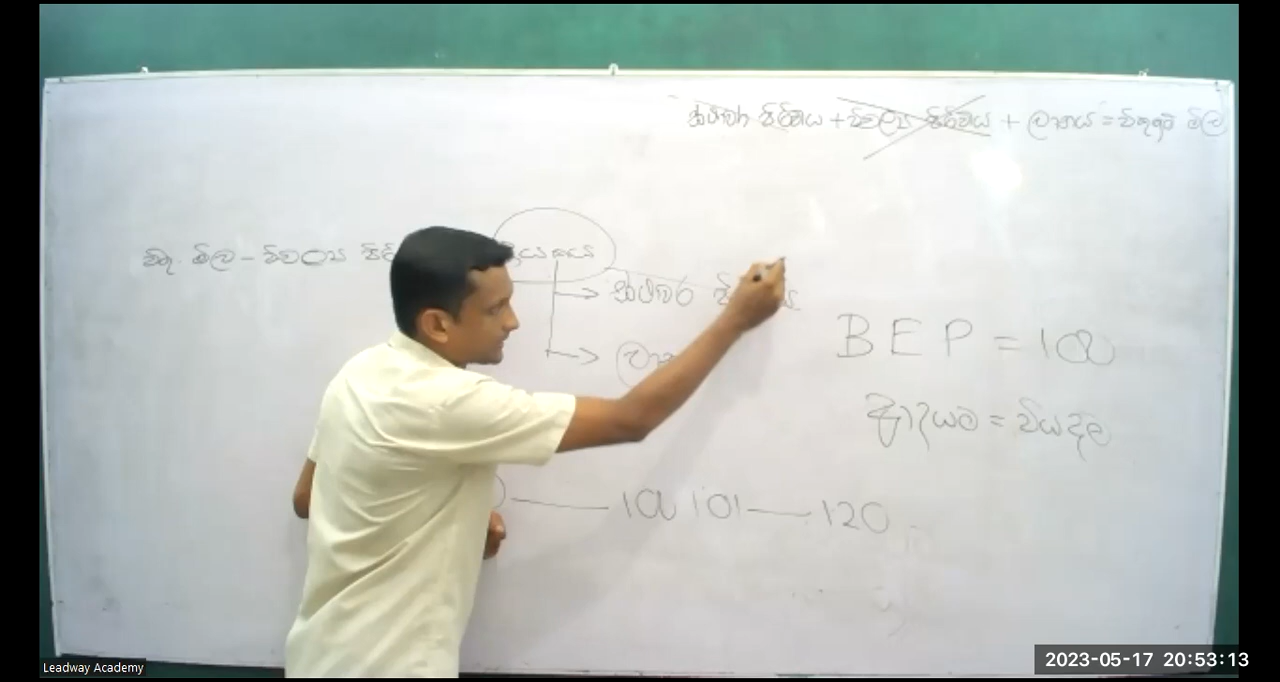 ස්ථාවර පිරිවැය + විචල්‍ය පිරිවැය + ලාභය = විකුණුම් මිල
විකු. මිල - විචල්‍ය
ස්ථාවර
BEP = 100
ආදායම = වියදම
100 101 — 120
Leadway Academy
2023-05-17 20:53:13